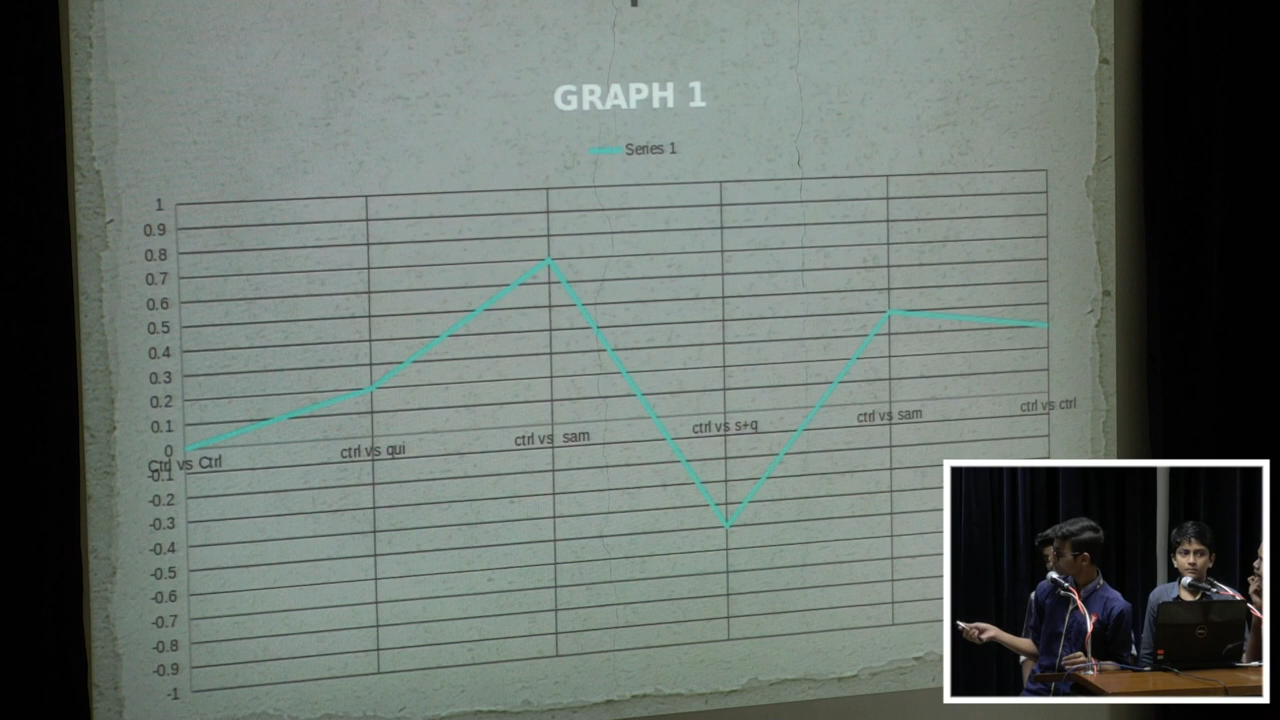 GRAPH 1
Series 1
1
0.9
0.8
0.7
0.6
0.5
0.4
0.3
0.2
0.1
0
-0.1
-0.2
-0.3
-0.4
-0.5
-0.6
-0.7
-0.8
-0.9
-1
Ctrl vs Ctrl
ctrl vs qui
ctrl vs sam
ctrl vs s+q
ctrl vs sam
ctrl vs ctrl
DELL